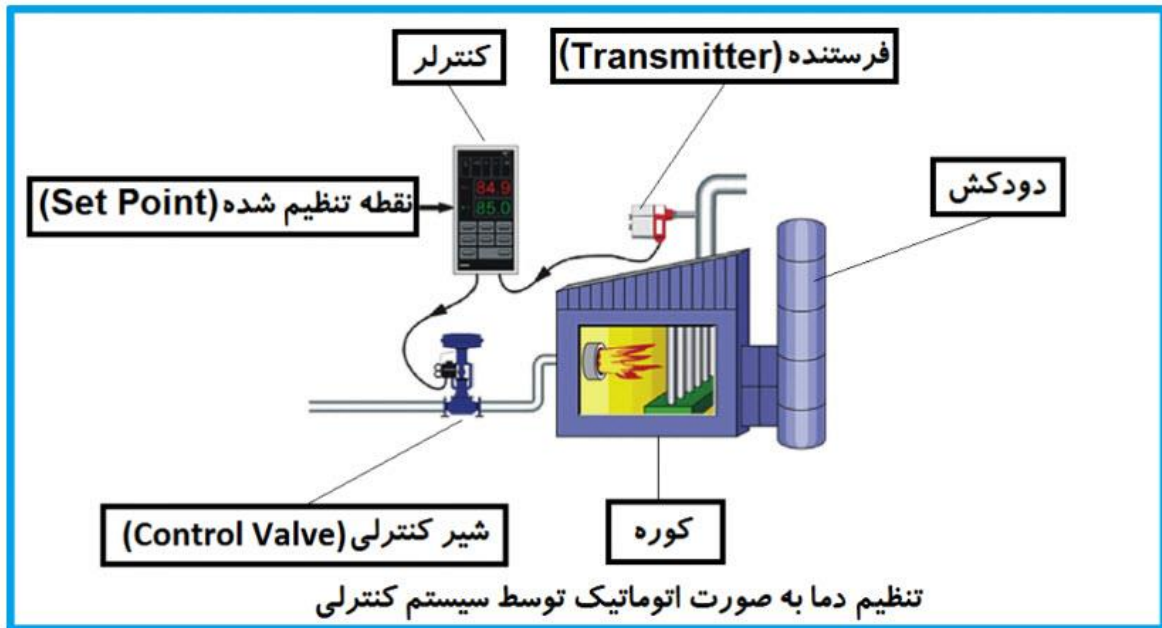 کنترلر
فرستنده (Transmitter)
نقطه تنظیم شده (Set Point)
84.9
85.0
دودکش
شیر کنترلی (Control Valve)
کوره
تنظیم دما به صورت اتوماتیک توسط سیستم کنترلی